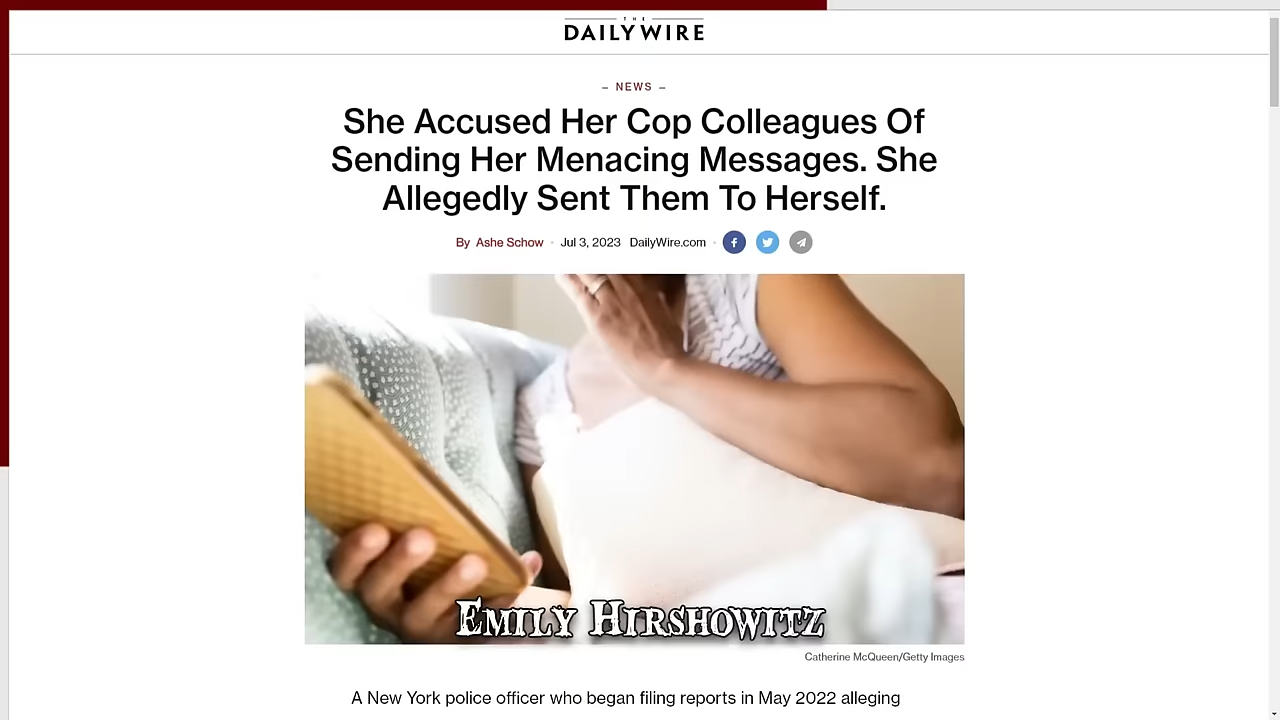 THE
DAILY WIRE
– NEWS –
She Accused Her Cop Colleagues Of
Sending Her Menacing Messages. She
Allegedly Sent Them To Herself.
By Ashe Schow • Jul 3, 2023 DailyWire.com •
EMILY HIRSHOWITZ
Catherine McQueen/Getty Images
A New York police officer who began filing reports in May 2022 alleging